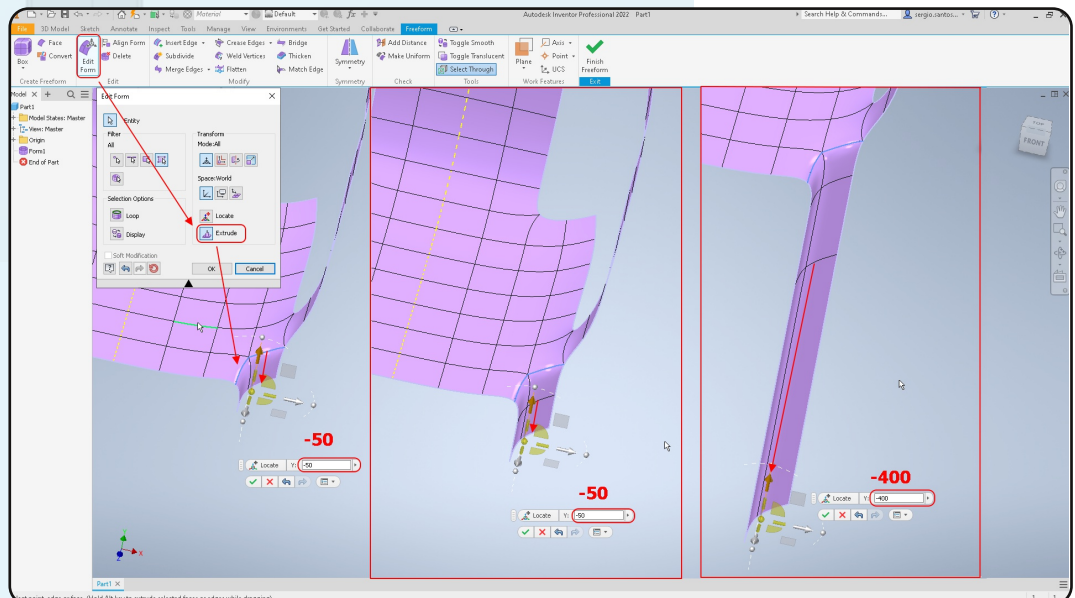 Material
Default
Autodesk Inventor Professional 2022 Part1
Search Help & Commands...
sergio.santos...
File 3D Model Sketch Annotate Inspect Tools Manage View Environments Get Started Collaborate Freeform
Box
Face
Convert
Create Freeform
Edit
Form
Align Form
Delete
Edit
Insert Edge
Subdivide
Merge Edges
Crease Edges
Weld Vertices
Flatten
Bridge
Thicken
Match Edge
Modify
Symmetry
Symmetry
Add Distance
Make Uniform
Check
Toggle Smooth
Toggle Translucent
Select Through
Tools
Plane
Axis
Point
UCS
Work Features
Finish
Freeform
Exit
Model
Part1
Model States: Master
View: Master
Origin
Form1
End of Part
Edit Form
Entity
Filter
All
Transform
Mode:All
Space:World
Selection Options
Loop
Display
Locate
Extrude
Soft Modification
OK Cancel
TOP
FRONT
-50
Locate Y: -50
-50
Locate Y: -50
-400
Locate Y: -400
Y
X
Z
Part1